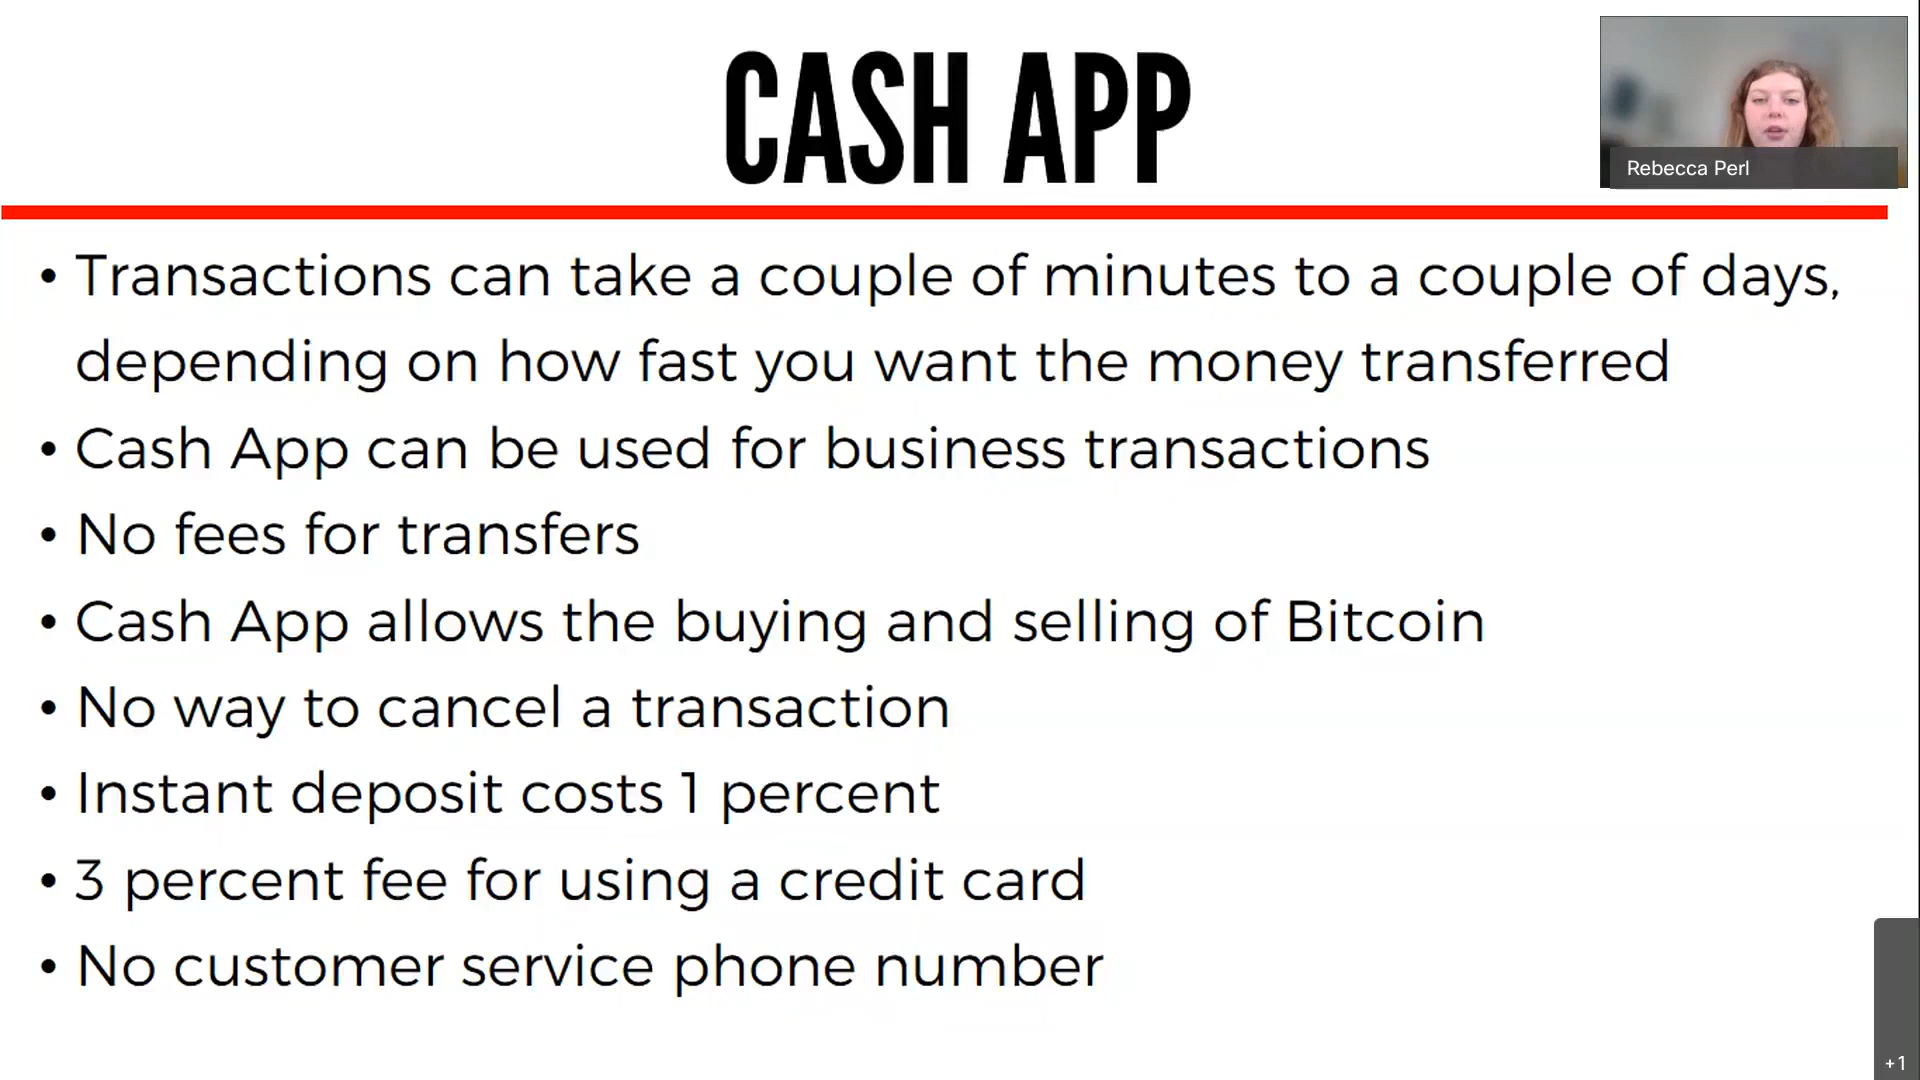 CASH APP
Rebecca Perl
• Transactions can take a couple of minutes to a couple of days,
depending on how fast you want the money transferred
• Cash App can be used for business transactions
• No fees for transfers
• Cash App allows the buying and selling of Bitcoin
• No way to cancel a transaction
• Instant deposit costs 1 percent
• 3 percent fee for using a credit card
• No customer service phone number
+1